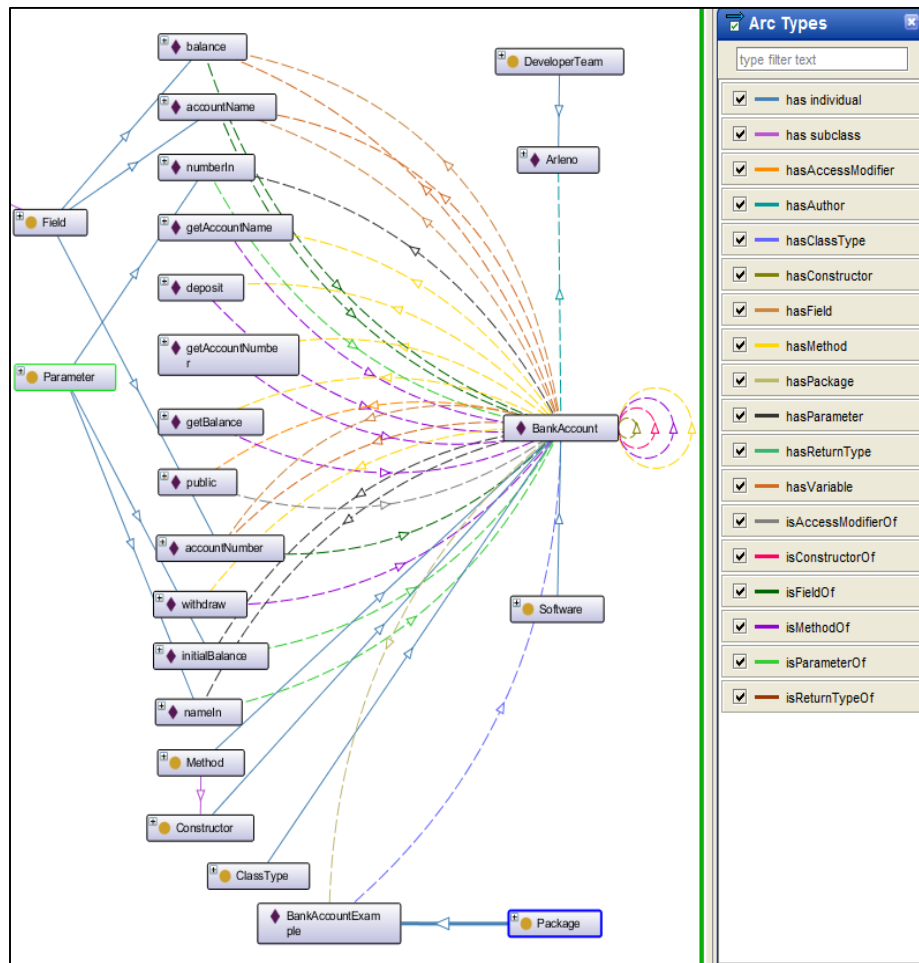 balance
accountName
numberIn
getAccountName
deposit
getAccountNumbe
r
getBalance
public
accountNumber
withdraw
initialBalance
nameIn
Method
Constructor
ClassType
BankAccountExam
ple
Field
Parameter
DeveloperTeam
Arleno
BankAccount
Software
Package
Arc Types
type filter text
has individual
has subclass
hasAccessModifier
hasAuthor
hasClassType
hasConstructor
hasField
hasMethod
hasPackage
hasParameter
hasReturnType
hasVariable
isAccessModifierOf
isConstructorOf
isFieldOf
isMethodOf
isParameterOf
isReturnTypeOf